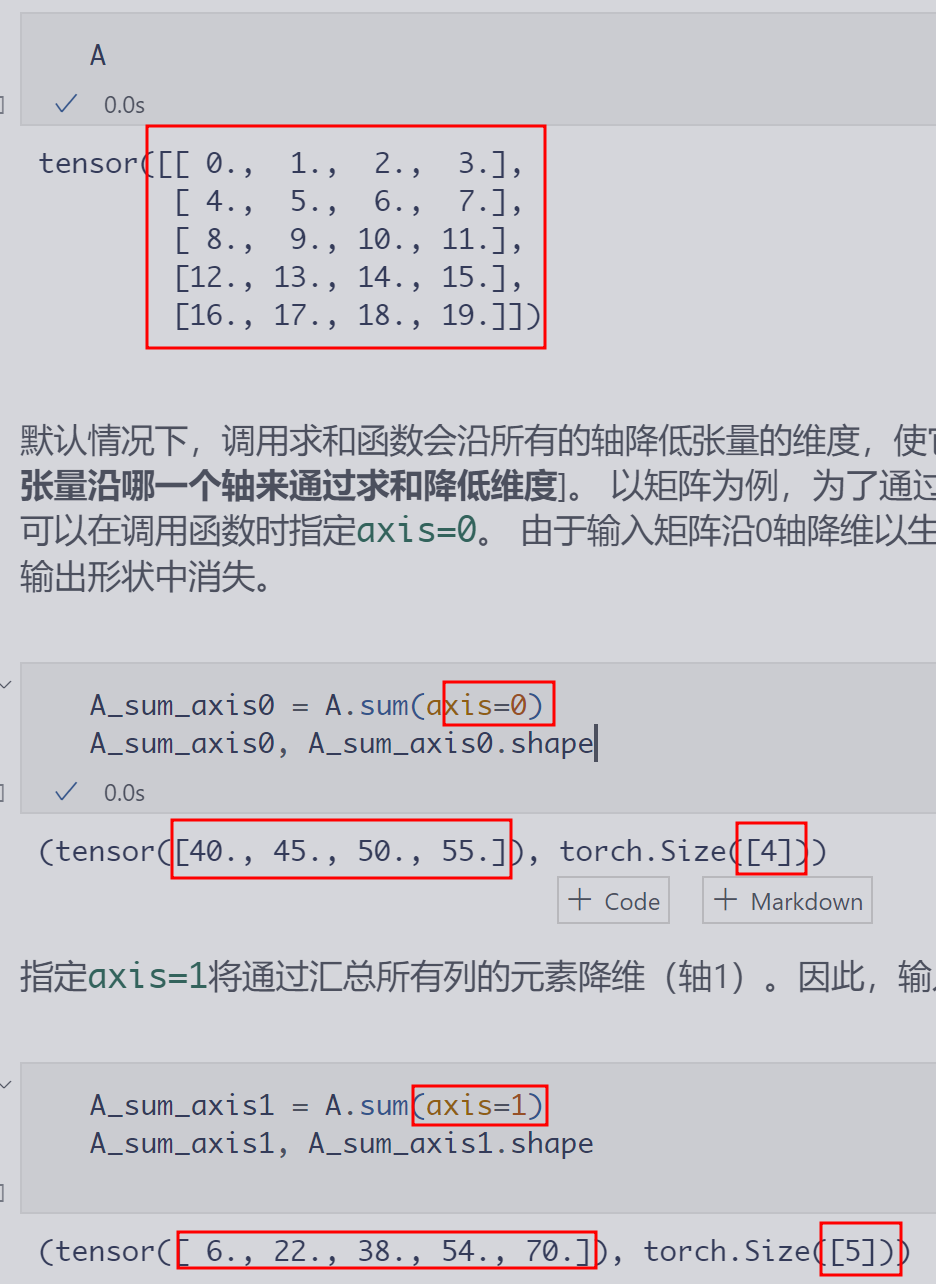 A
0.0s
tensor([[ 0.,  1.,  2.,  3.],
        [ 4.,  5.,  6.,  7.],
        [ 8.,  9., 10., 11.],
        [12., 13., 14., 15.],
        [16., 17., 18., 19.]])
默认情况下，调用求和函数会沿所有的轴降低张量的维度，使
张量沿哪一个轴来通过求和降低维度]。 以矩阵为例，为了通过
可以在调用函数时指定axis=0。 由于输入矩阵沿0轴降维以生
输出形状中消失。
A_sum_axis0 = A.sum(axis=0)
A_sum_axis0, A_sum_axis0.shape
0.0s
(tensor([40., 45., 50., 55.]), torch.Size([4]))
+ Code + Markdown
指定axis=1将通过汇总所有列的元素降维（轴1）。因此，输
A_sum_axis1 = A.sum(axis=1)
A_sum_axis1, A_sum_axis1.shape
(tensor([ 6., 22., 38., 54., 70.]), torch.Size([5]))